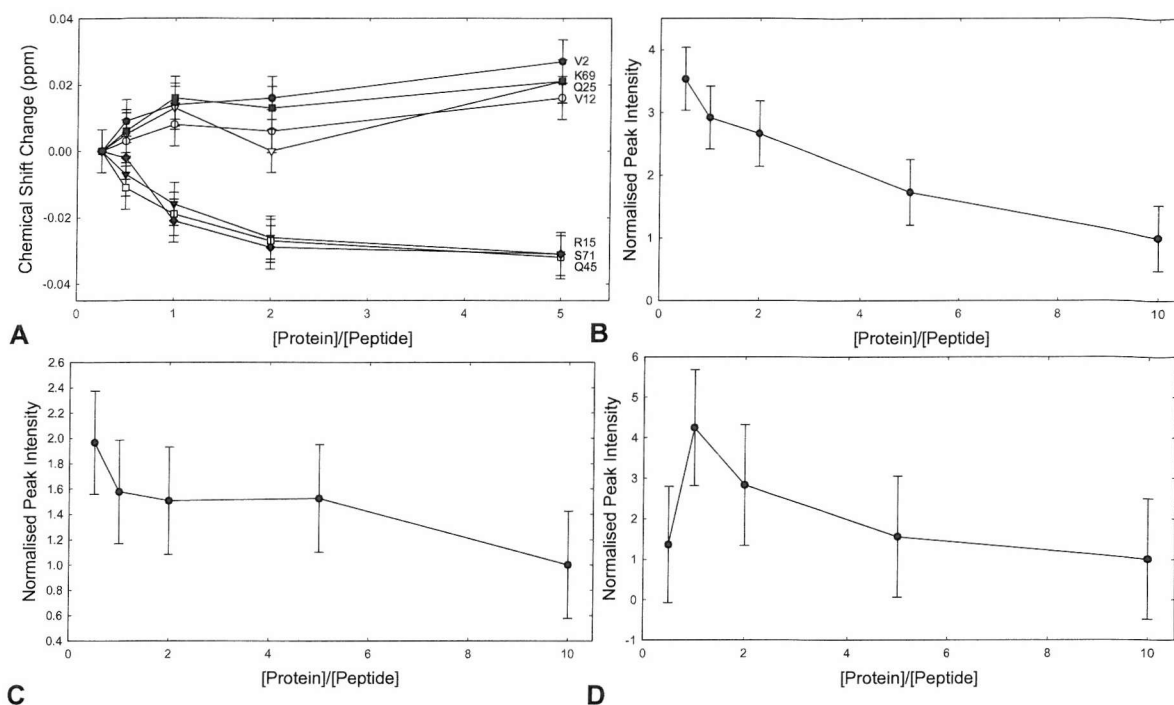 Chemical Shift Change (ppm)
0.04
0.02
0.00
-0.02
-0.04
V2
K69
Q25
V12
R15
S71
Q45
0
1
2
3
4
5
[Protein]/[Peptide]
A
Normalised Peak Intensity
4
3
2
1
0
0
2
4
6
8
10
[Protein]/[Peptide]
B
Normalised Peak Intensity
2.6
2.4
2.2
2.0
1.8
1.6
1.4
1.2
1.0
0.8
0.6
0.4
0
2
4
6
8
10
[Protein]/[Peptide]
C
Normalised Peak Intensity
6
5
4
3
2
1
0
-1
0
2
4
6
8
10
[Protein]/[Peptide]
D